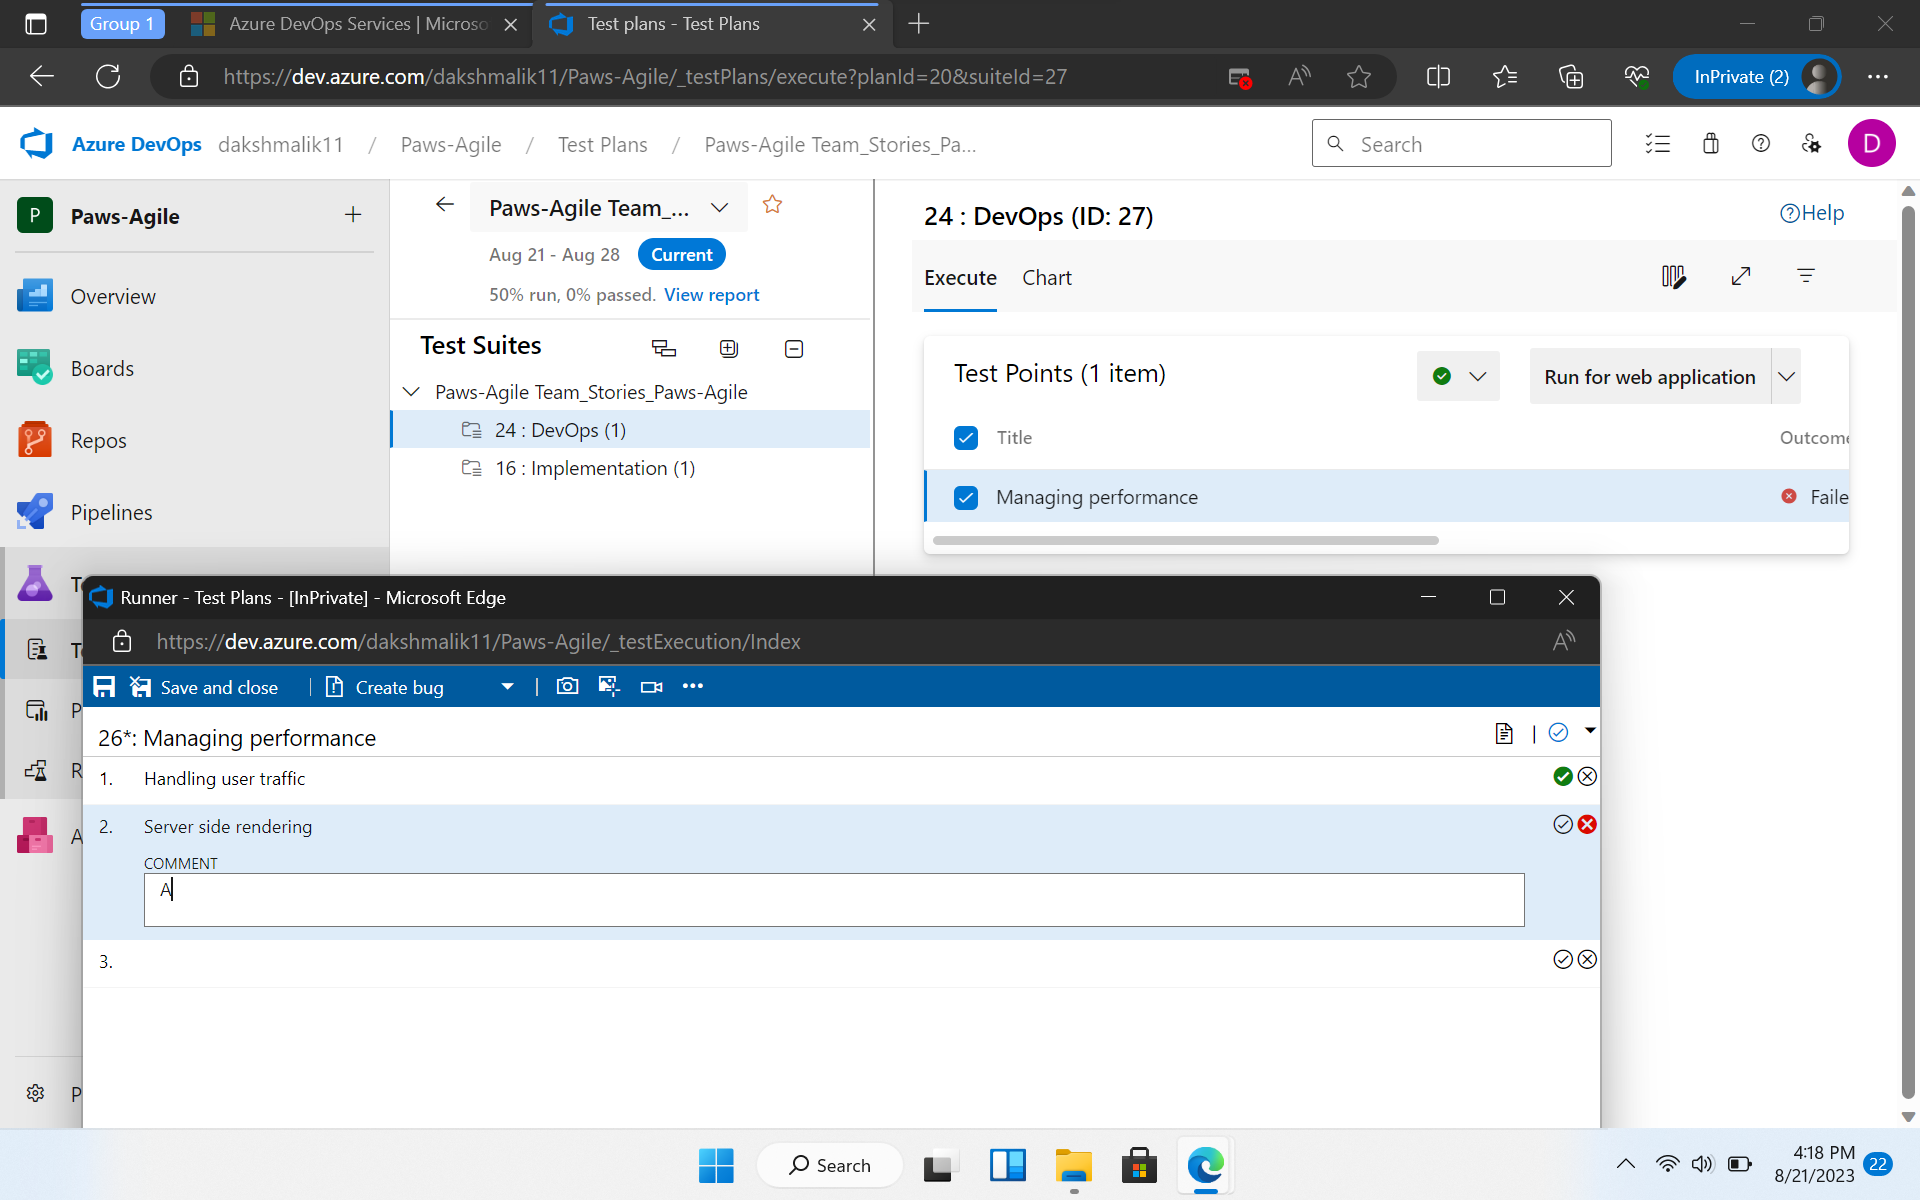 Group 1
Azure DevOps Services | Microso
Test plans - Test Plans
https://dev.azure.com/dakshmalik11/Paws-Agile/_testPlans/execute?planId=20&suiteId=27
InPrivate (2)
Azure DevOps
dakshmalik11 / Paws-Agile / Test Plans / Paws-Agile Team_Stories_Pa...
Search
D
P
Paws-Agile
Overview
Boards
Repos
Pipelines
Paws-Agile Team_...
Aug 21 - Aug 28
Current
50% run, 0% passed. View report
Test Suites
Paws-Agile Team_Stories_Paws-Agile
24 : DevOps (1)
16 : Implementation (1)
24 : DevOps (ID: 27)
Help
Execute
Chart
Test Points (1 item)
Run for web application
Title
Outcome
Managing performance
Faile
Runner - Test Plans - [InPrivate] - Microsoft Edge
https://dev.azure.com/dakshmalik11/Paws-Agile/_testExecution/Index
Save and close
Create bug
26*: Managing performance
1. Handling user traffic
2. Server side rendering
COMMENT
A
3.
P
R
A
P
Search
4:18 PM
8/21/2023
22